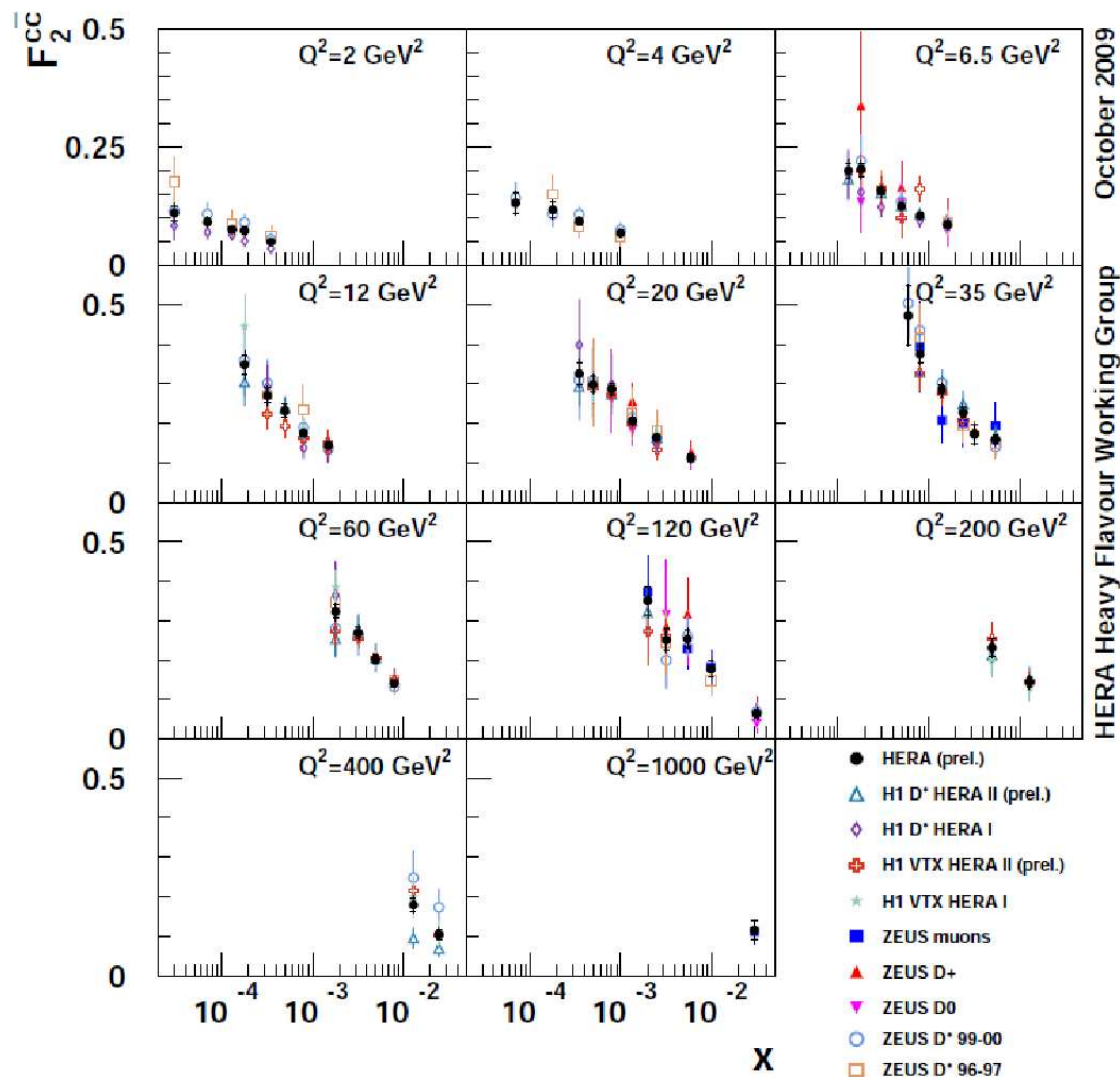 F₂^cc̄
0.5
0.25
0
Q²=2 GeV²
Q²=4 GeV²
Q²=6.5 GeV²
0.5
0
Q²=12 GeV²
Q²=20 GeV²
Q²=35 GeV²
0.5
0
Q²=60 GeV²
Q²=120 GeV²
Q²=200 GeV²
0.5
0
Q²=400 GeV²
Q²=1000 GeV²
10⁻⁴ 10⁻³ 10⁻²
10⁻⁴ 10⁻³ 10⁻²
x
HERA (prel.)
H1 D* HERA II (prel.)
H1 D* HERA I
H1 VTX HERA II (prel.)
H1 VTX HERA I
ZEUS muons
ZEUS D+
ZEUS D0
ZEUS D* 99-00
ZEUS D* 96-97
HERA Heavy Flavour Working Group October 2009